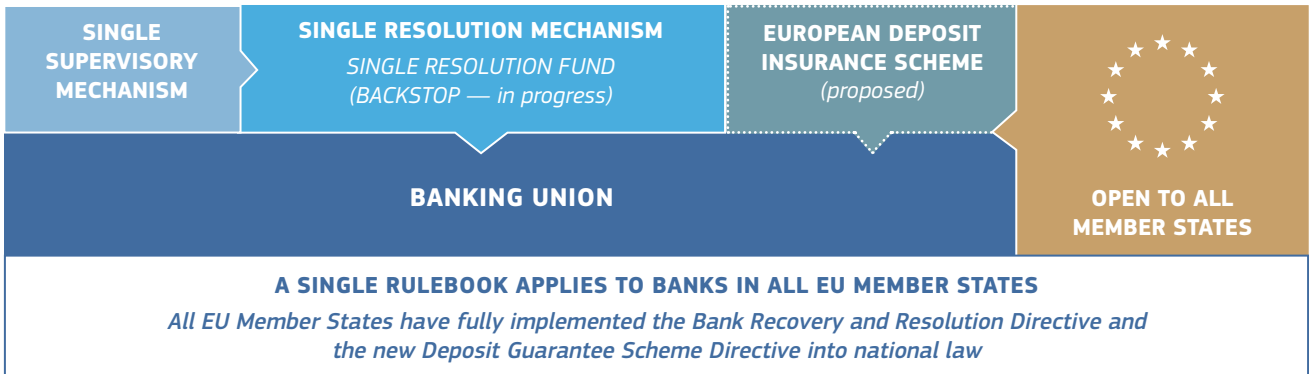 SINGLE
SUPERVISORY
MECHANISM
SINGLE RESOLUTION MECHANISM
SINGLE RESOLUTION FUND
(BACKSTOP — in progress)
EUROPEAN DEPOSIT
INSURANCE SCHEME
(proposed)
OPEN TO ALL
MEMBER STATES
BANKING UNION
A SINGLE RULEBOOK APPLIES TO BANKS IN ALL EU MEMBER STATES
All EU Member States have fully implemented the Bank Recovery and Resolution Directive and
the new Deposit Guarantee Scheme Directive into national law